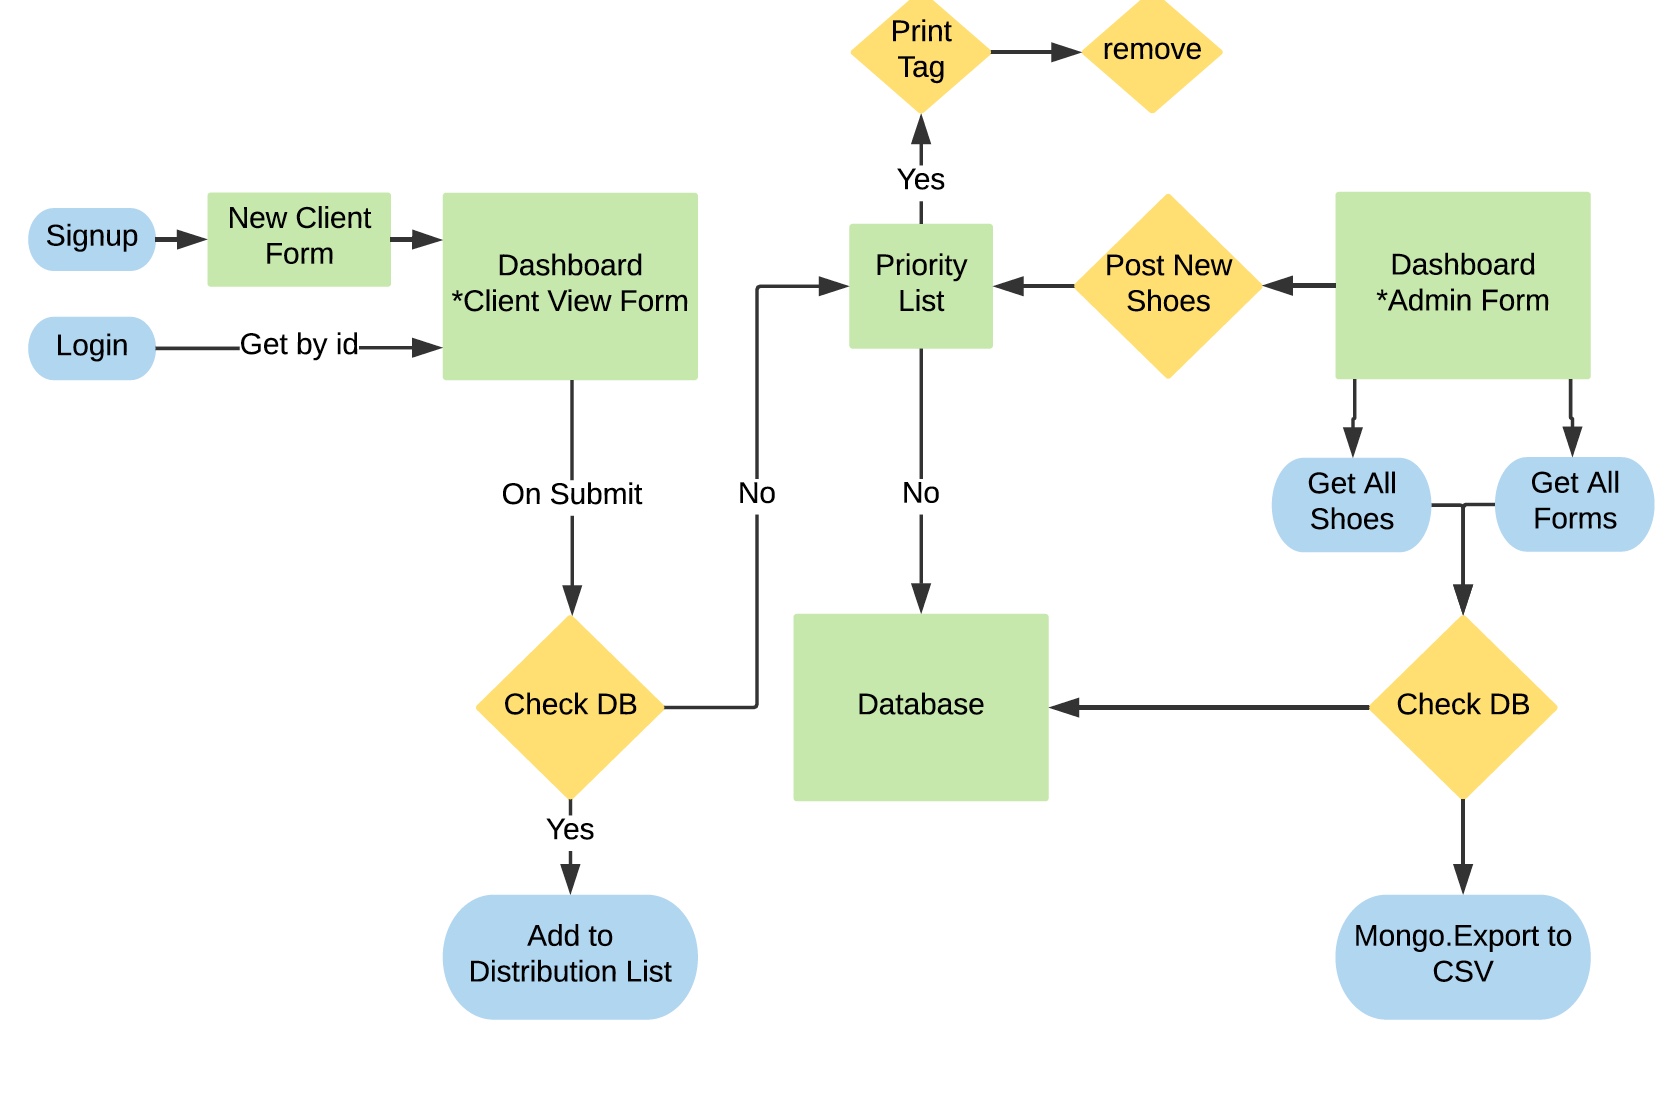 Print
Tag
remove
Yes
Signup
New Client
Form
Dashboard
*Client View Form
Login
Get by id
Priority
List
Post New
Shoes
Dashboard
*Admin Form
On Submit
No
No
Get All
Shoes
Get All
Forms
Check DB
Database
Check DB
Yes
Add to
Distribution List
Mongo.Export to
CSV